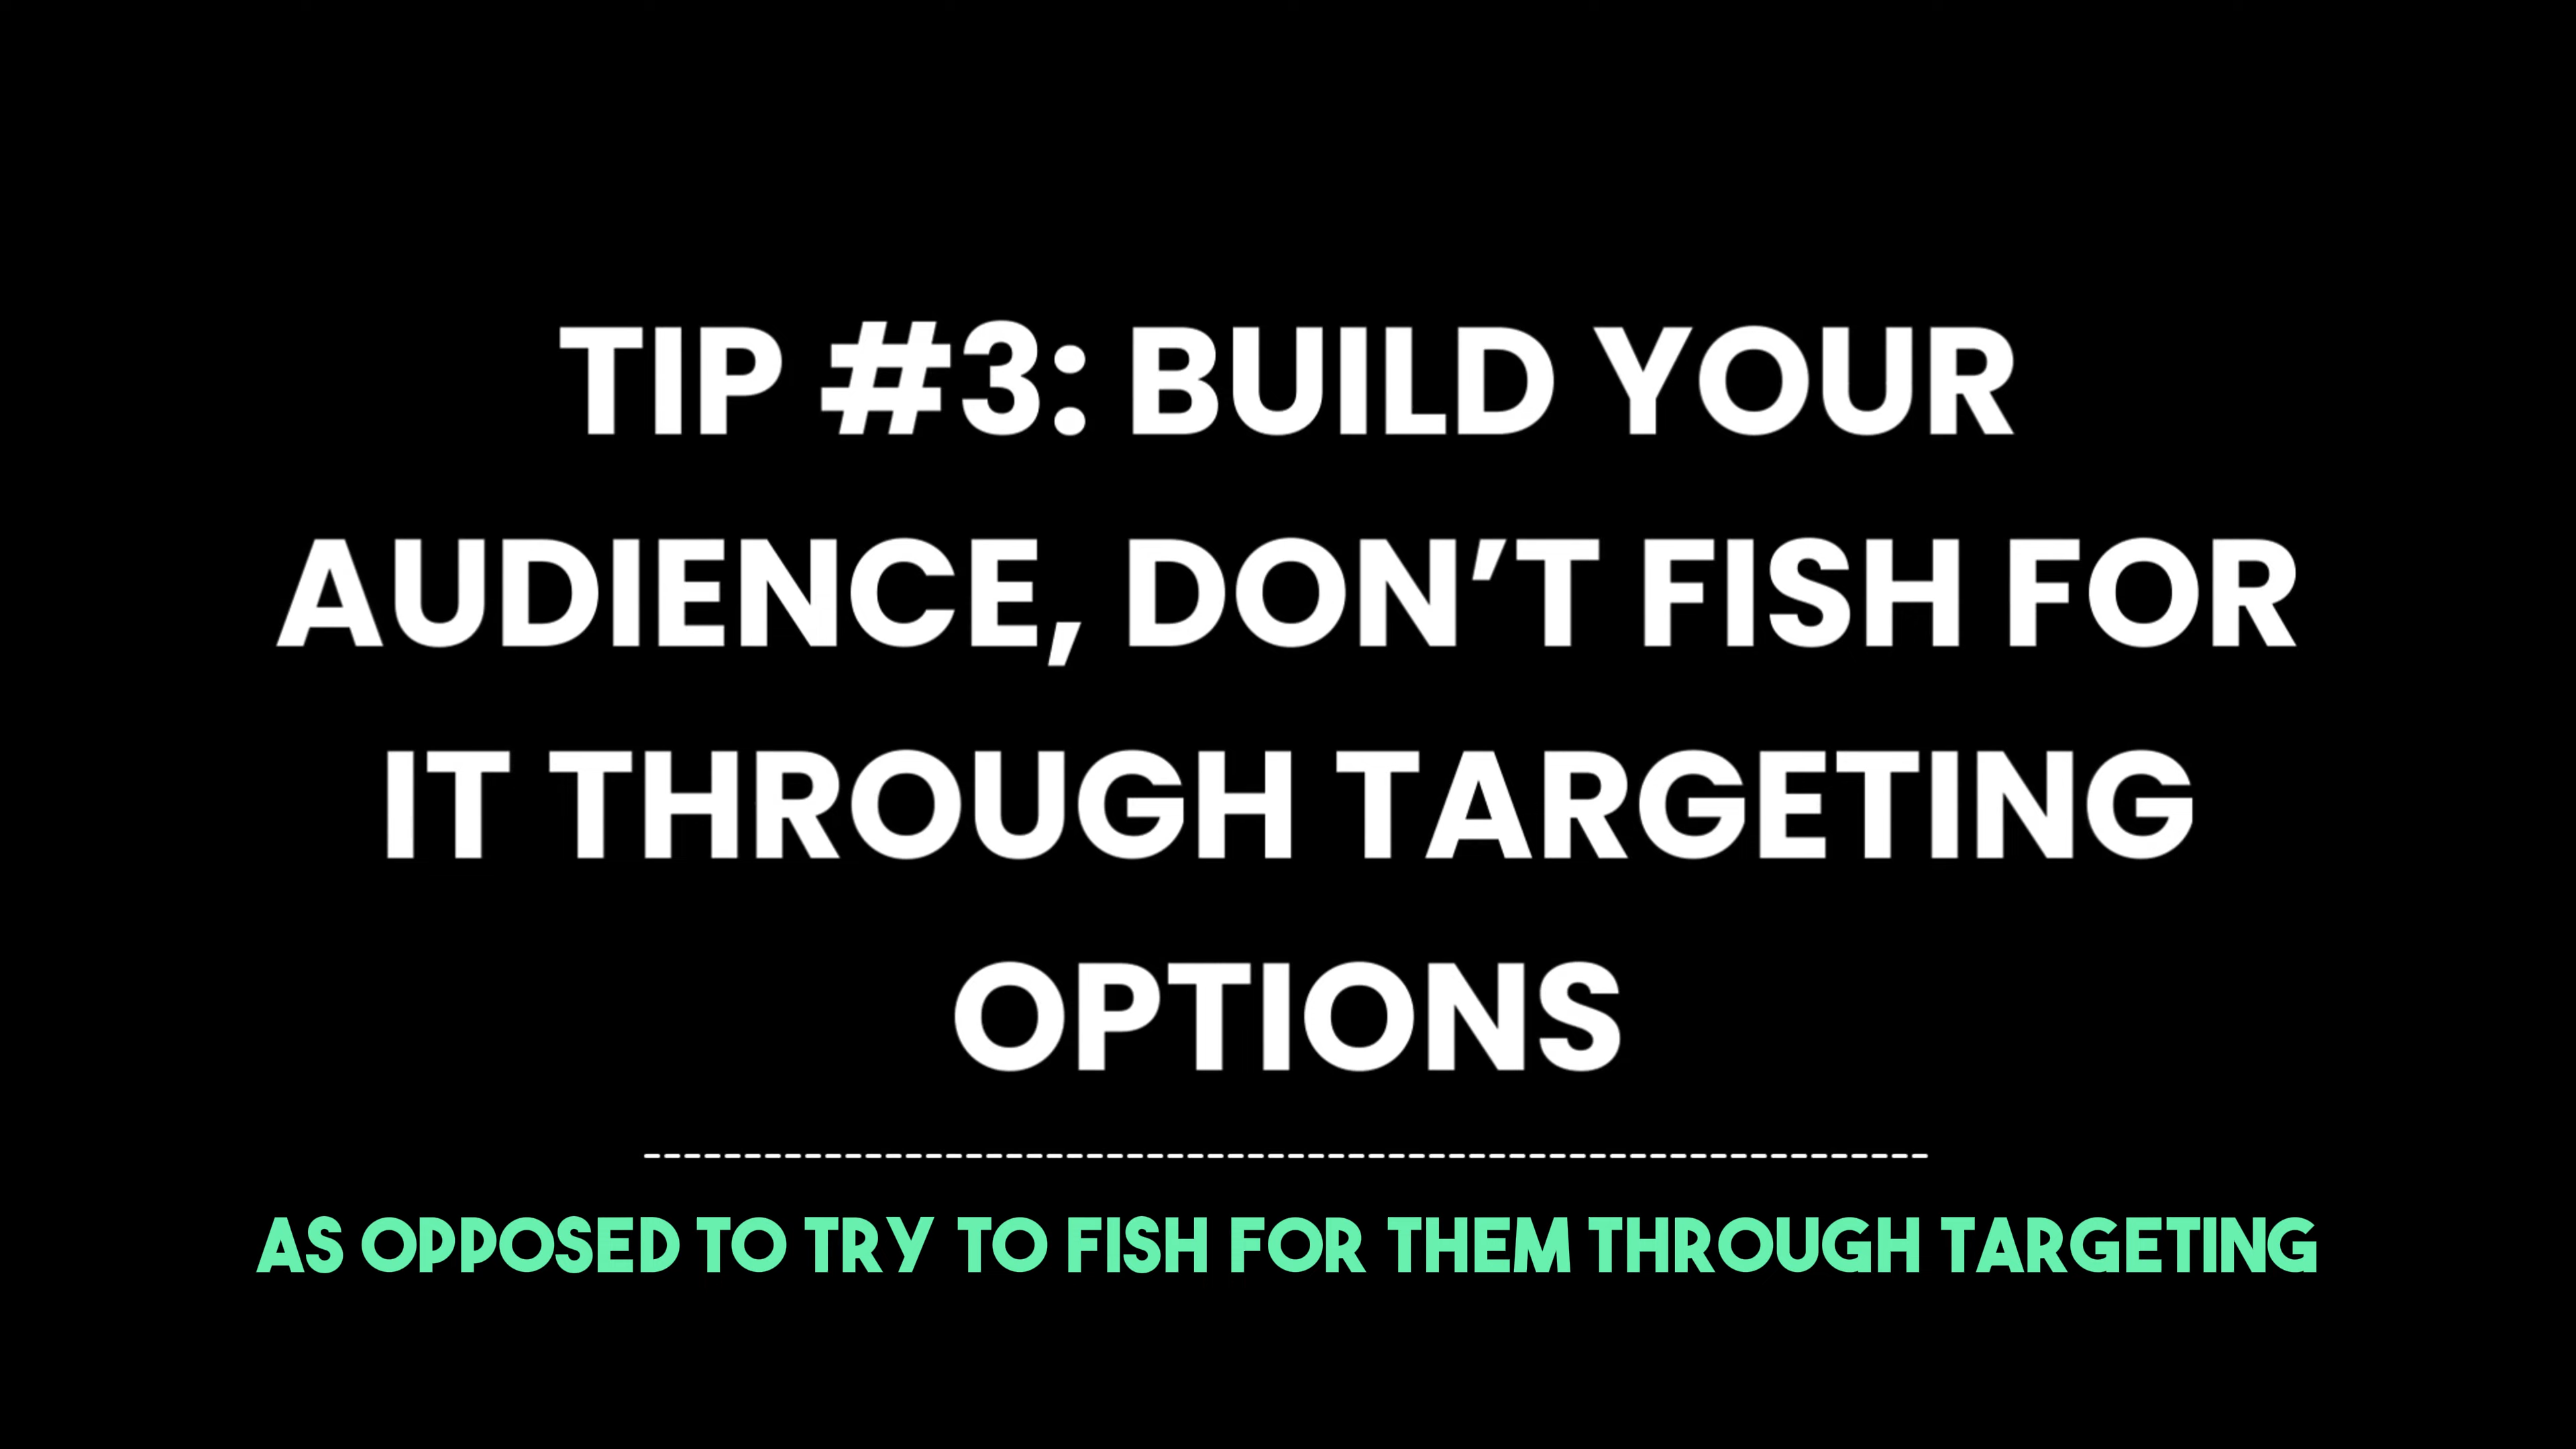 TIP #3: BUILD YOUR
AUDIENCE, DON’T FISH FOR
IT THROUGH TARGETING
OPTIONS
AS OPPOSED TO TRY TO FISH FOR THEM THROUGH TARGETING